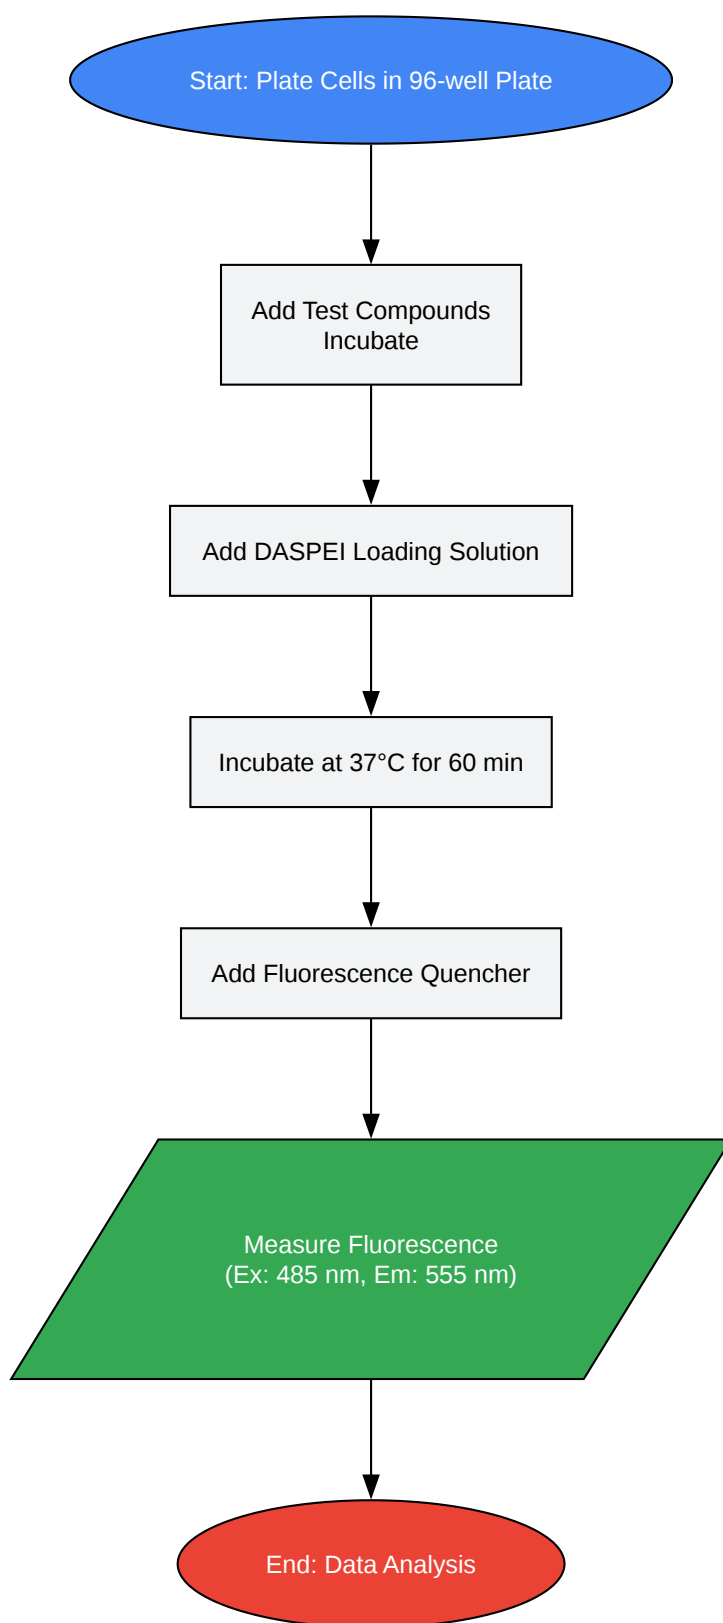 Start: Plate Cells in 96-well Plate
Add Test Compounds
Incubate
Add DASPEI Loading Solution
Incubate at 37°C for 60 min
Add Fluorescence Quencher
Measure Fluorescence
(Ex: 485 nm, Em: 555 nm)
End: Data Analysis